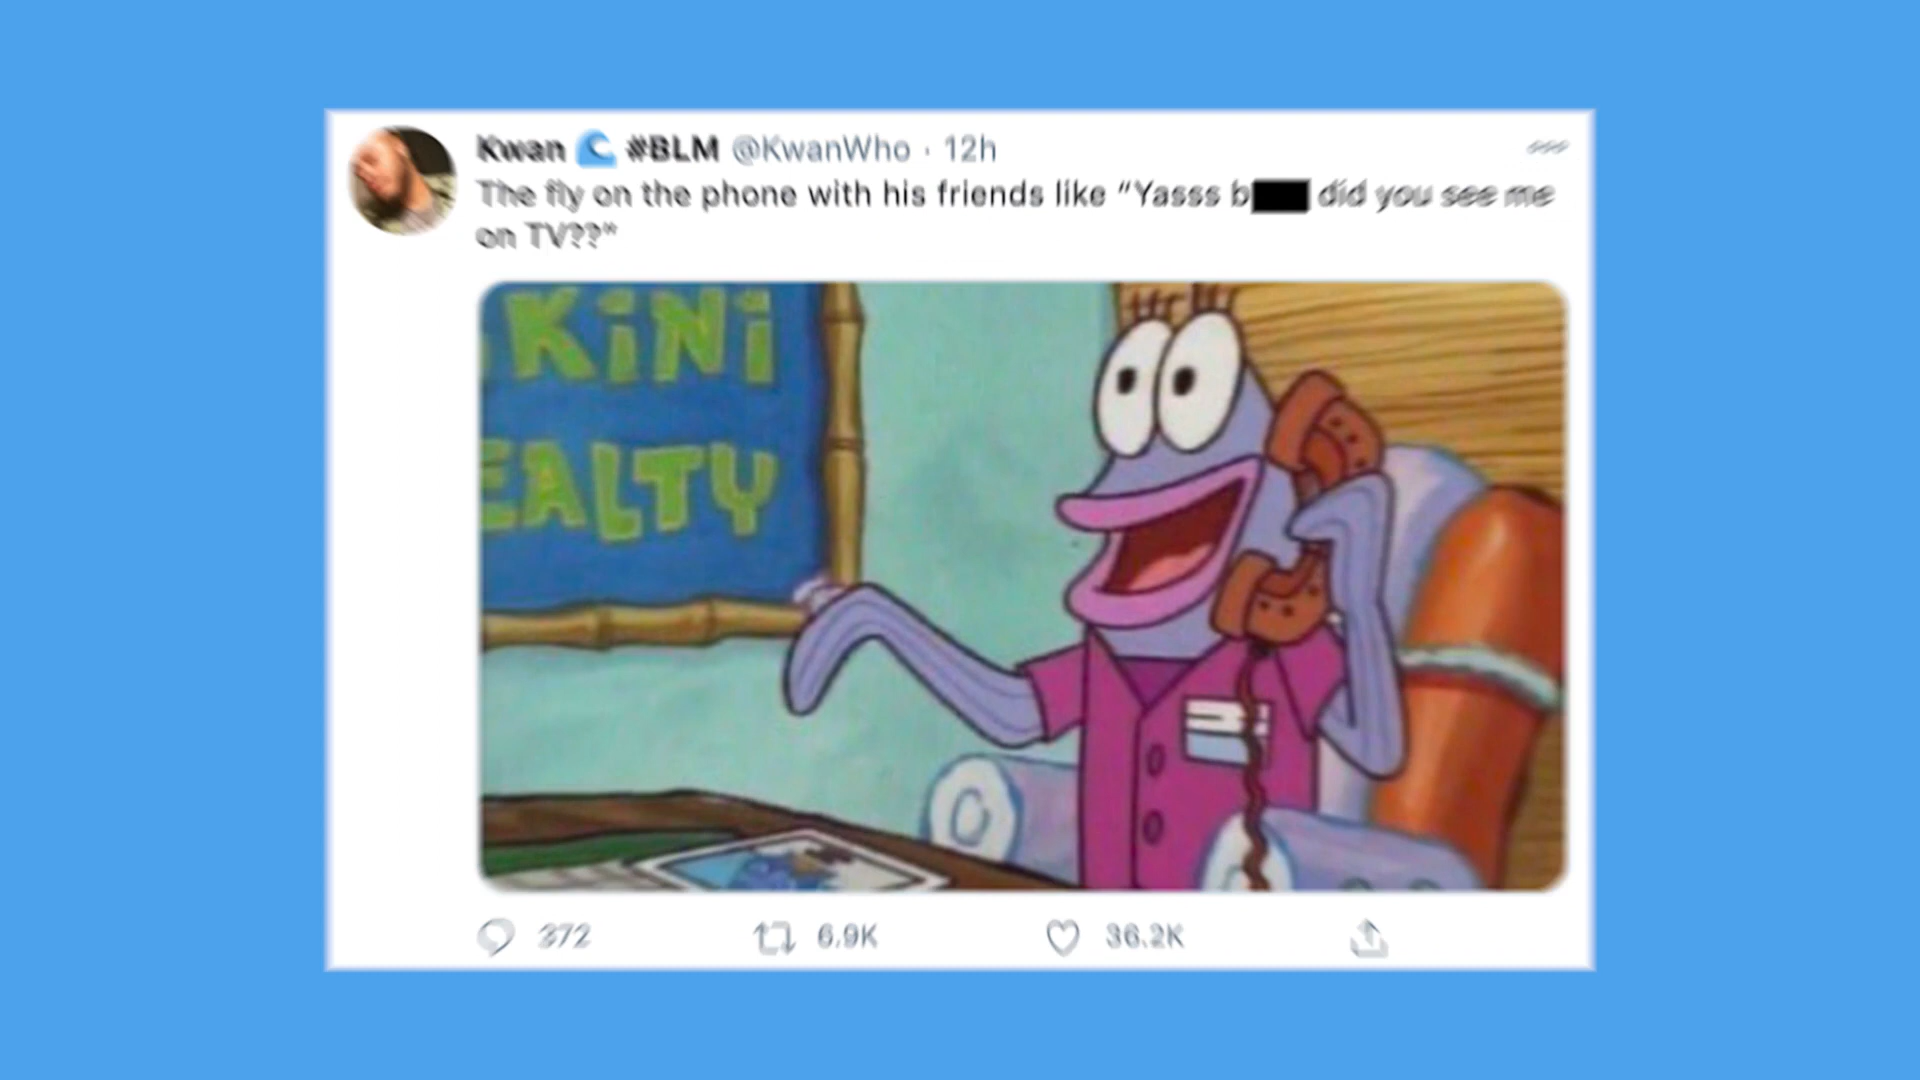 Kwan 🌊 #BLM @KwanWho · 12h
The fly on the phone with his friends like “Yasss b did you see me
on TV??”
KiNi
EALTY
372 6.9K 36.2K